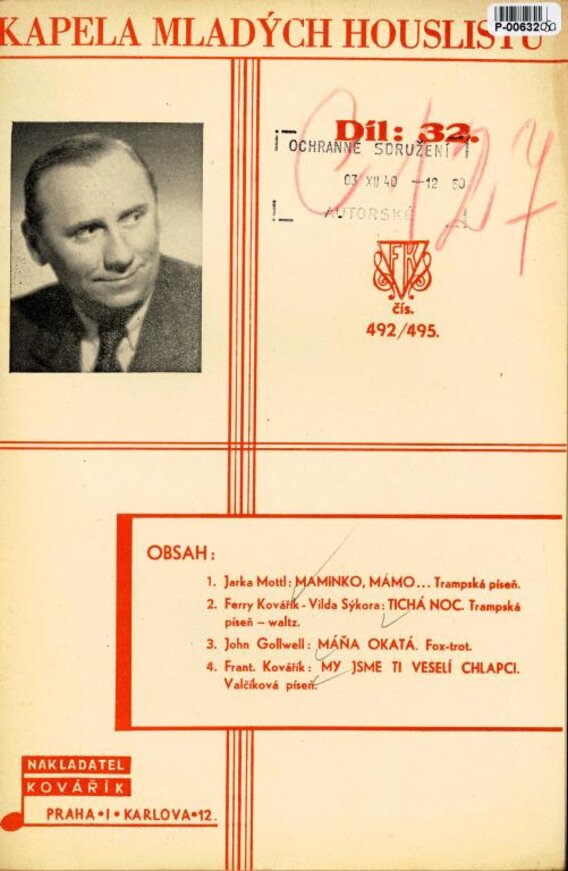 P-006320
KAPELA MLADÝCH HOUSLISTŮ
Díl: 32.
OCHRANNÉ SDRUŽENÍ
03 XII 40 —12 50
AUTORSKÉ
FK
čís.
492/495.
OBSAH:
1. Jarka Mottl: MAMINKO, MÁMO... Trampská píseň.
2. Ferry Kovářík - Vilda Sýkora: TICHÁ NOC. Trampská
píseň – waltz.
3. John Gollwell: MÁŇA OKATÁ. Fox-trot.
4. Frant. Kovářík: MY JSME TI VESELÍ CHLAPCI.
Valčíková píseň.
NAKLADATEL
KOVÁŘÍK
PRAHA•I•KARLOVA•12.